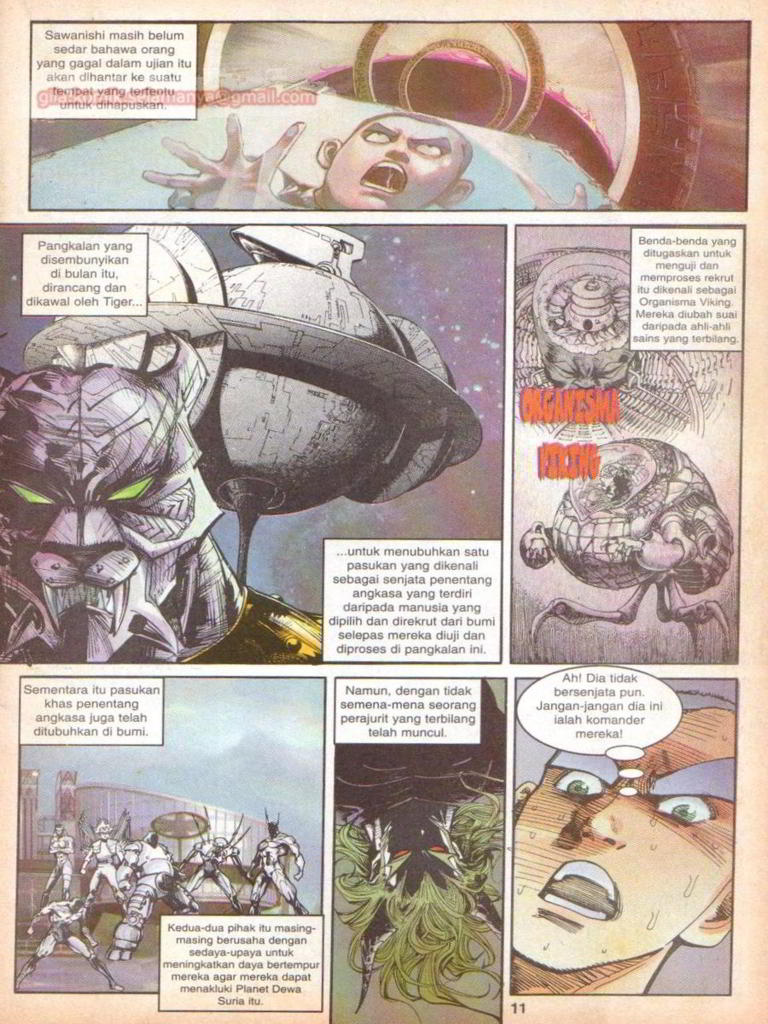 Sawanishi masih belum
sedar bahawa orang
yang gagal dalam ujian itu
akan dihantar ke suatu
tempat yang tertentu
untuk dihapuskan.
Pangkalan yang
disembunyikan
di bulan itu,
dirancang dan
dikawal oleh Tiger...
Benda-benda yang
ditugaskan untuk
menguji dan
memproses rekrut
itu dikenali sebagai
Organisma Viking.
Mereka diubah suai
daripada ahli-ahli
sains yang terbilang.
ORGANISMA
VIKING
...untuk menubuhkan satu
pasukan yang dikenali
sebagai senjata penentang
angkasa yang terdiri
daripada manusia yang
dipilih dan direkrut dari bumi
selepas mereka diuji dan
diproses di pangkalan ini.
Sementara itu pasukan
khas penentang
angkasa juga telah
ditubuhkan di bumi.
Kedua-dua pihak itu masing-
masing berusaha dengan
sedaya-upaya untuk
meningkatkan daya bertempur
mereka agar mereka dapat
menakluki Planet Dewa
Suria itu.
Namun, dengan tidak
semena-mena seorang
perajurit yang terbilang
telah muncul.
Ah! Dia tidak
bersenjata pun.
Jangan-jangan dia ini
ialah komander
mereka!
11